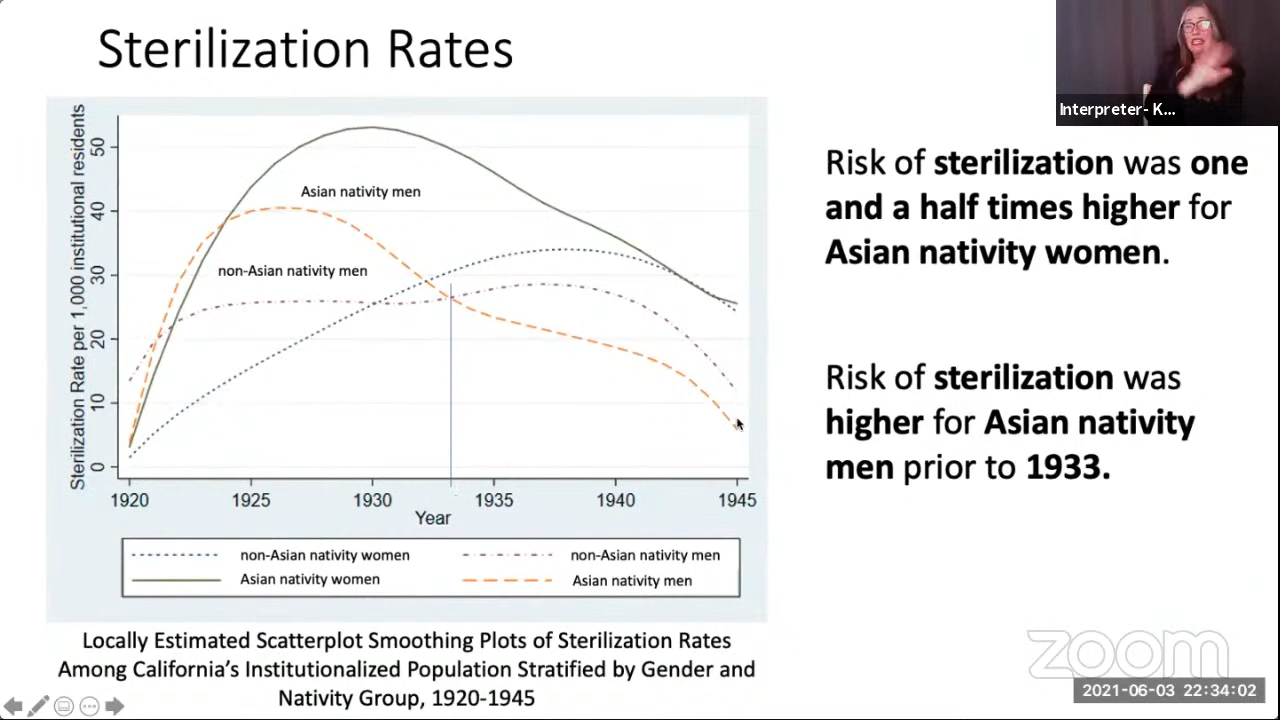 Sterilization Rates
Interpreter- K...
Sterilization Rate per 1,000 institutional residents
50
40
30
20
10
0
Asian nativity men
non-Asian nativity men
1920 1925 1930 1935 1940 1945
Year
non-Asian nativity women non-Asian nativity men
Asian nativity women Asian nativity men
Locally Estimated Scatterplot Smoothing Plots of Sterilization Rates
Among California’s Institutionalized Population Stratified by Gender and
Nativity Group, 1920-1945
Risk of sterilization was one
and a half times higher for
Asian nativity women.
Risk of sterilization was
higher for Asian nativity
men prior to 1933.
zoom
2021-06-03 22:34:02